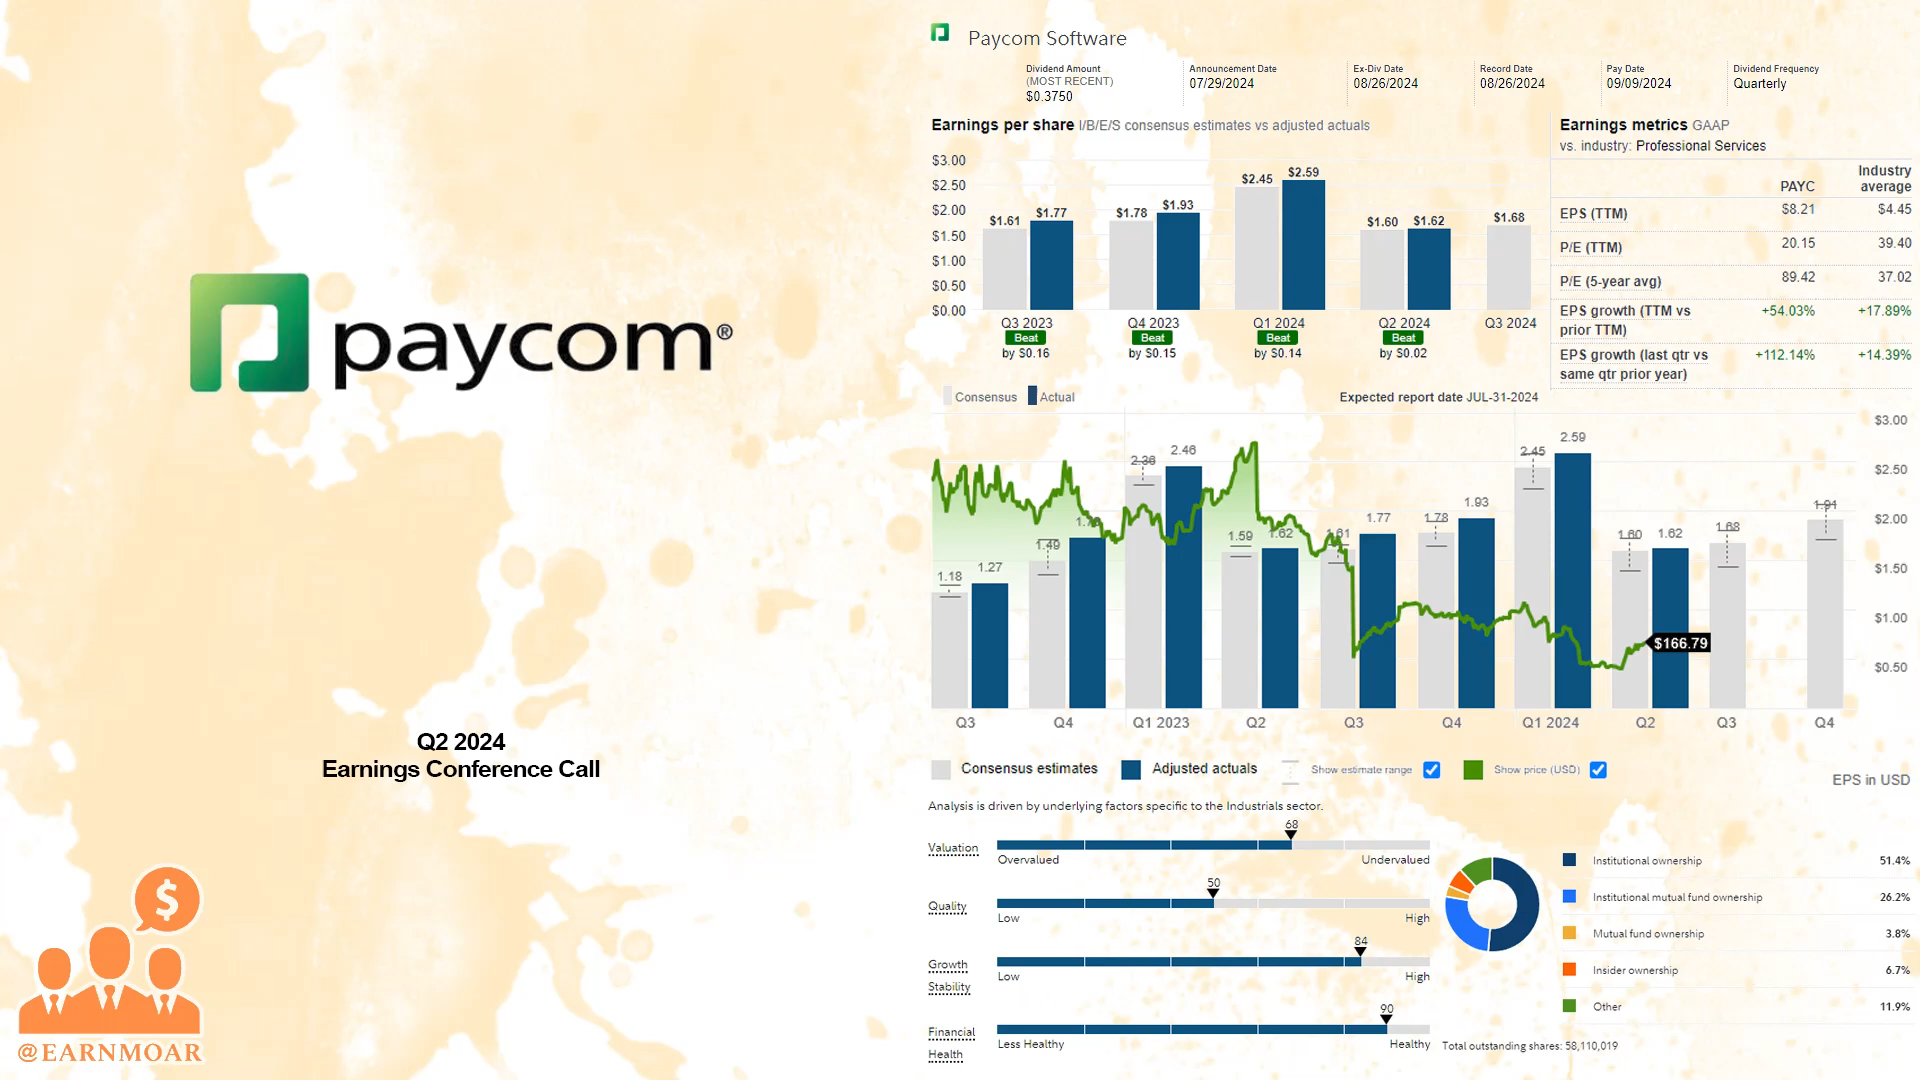 paycom®
Q2 2024
Earnings Conference Call
@EARNMOAR
Paycom Software
Dividend Amount
(MOST RECENT)
$0.3750
Announcement Date
07/29/2024
Ex-Div Date
08/26/2024
Record Date
08/26/2024
Pay Date
09/09/2024
Dividend Frequency
Quarterly
Earnings per share I/B/E/S consensus estimates vs adjusted actuals
$3.00
$2.50
$2.00
$1.50
$1.00
$0.50
$0.00
$1.61 $1.77
$1.78 $1.93
$2.45 $2.59
$1.60 $1.62
$1.68
Q3 2023 Q4 2023 Q1 2024 Q2 2024 Q3 2024
Beat Beat Beat Beat
by $0.16 by $0.15 by $0.14 by $0.02
Consensus Actual
Expected report date JUL-31-2024
Earnings metrics GAAP
vs. industry: Professional Services
PAYC Industry average
EPS (TTM) $8.21 $4.45
P/E (TTM) 20.15 39.40
P/E (5-year avg) 89.42 37.02
EPS growth (TTM vs prior TTM) +54.03% +17.89%
EPS growth (last qtr vs same qtr prior year) +112.14% +14.39%
$3.00
$2.50
$2.00
$1.50
$1.00
$0.50
1.18 1.27
1.49
2.36 2.46
1.59 1.62
1.61 1.77
1.78 1.93
2.45 2.59
1.60 1.62
1.68
1.91
$166.79
Q3 Q4 Q1 2023 Q2 Q3 Q4 Q1 2024 Q2 Q3 Q4
Consensus estimates Adjusted actuals Show estimate range Show price (USD)
EPS in USD
Analysis is driven by underlying factors specific to the Industrials sector.
68
Valuation
Overvalued Undervalued
50
Quality
Low High
84
Growth
Stability
Low High
90
Financial
Health
Less Healthy Healthy
Institutional ownership 51.4%
Institutional mutual fund ownership 26.2%
Mutual fund ownership 3.8%
Insider ownership 6.7%
Other 11.9%
Total outstanding shares: 58,110,019
$